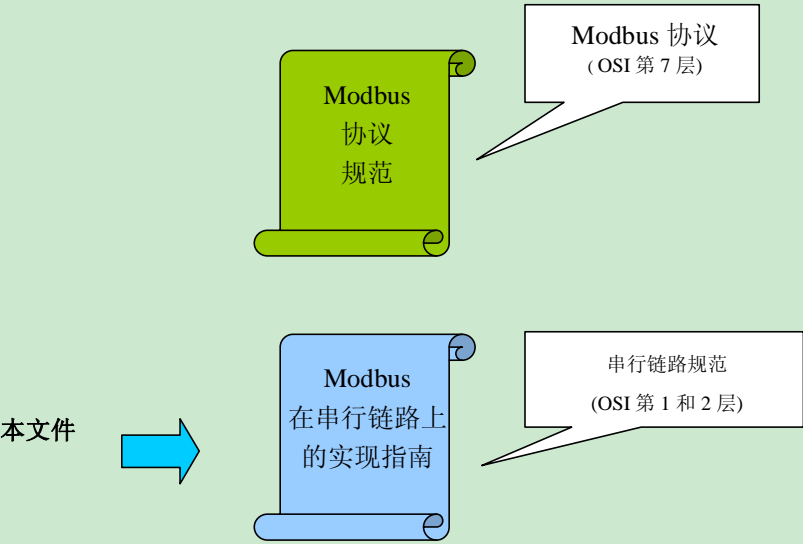 Modbus 协议
( OSI 第 7 层)
Modbus
协议
规范
串行链路规范
(OSI 第 1 和 2 层)
Modbus
在串行链路上
的实现指南
本文件